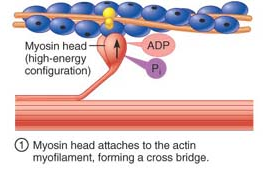 Myosin head
(high-energy
configuration)
ADP
Pi
1 Myosin head attaches to the actin
myofilament, forming a cross bridge.